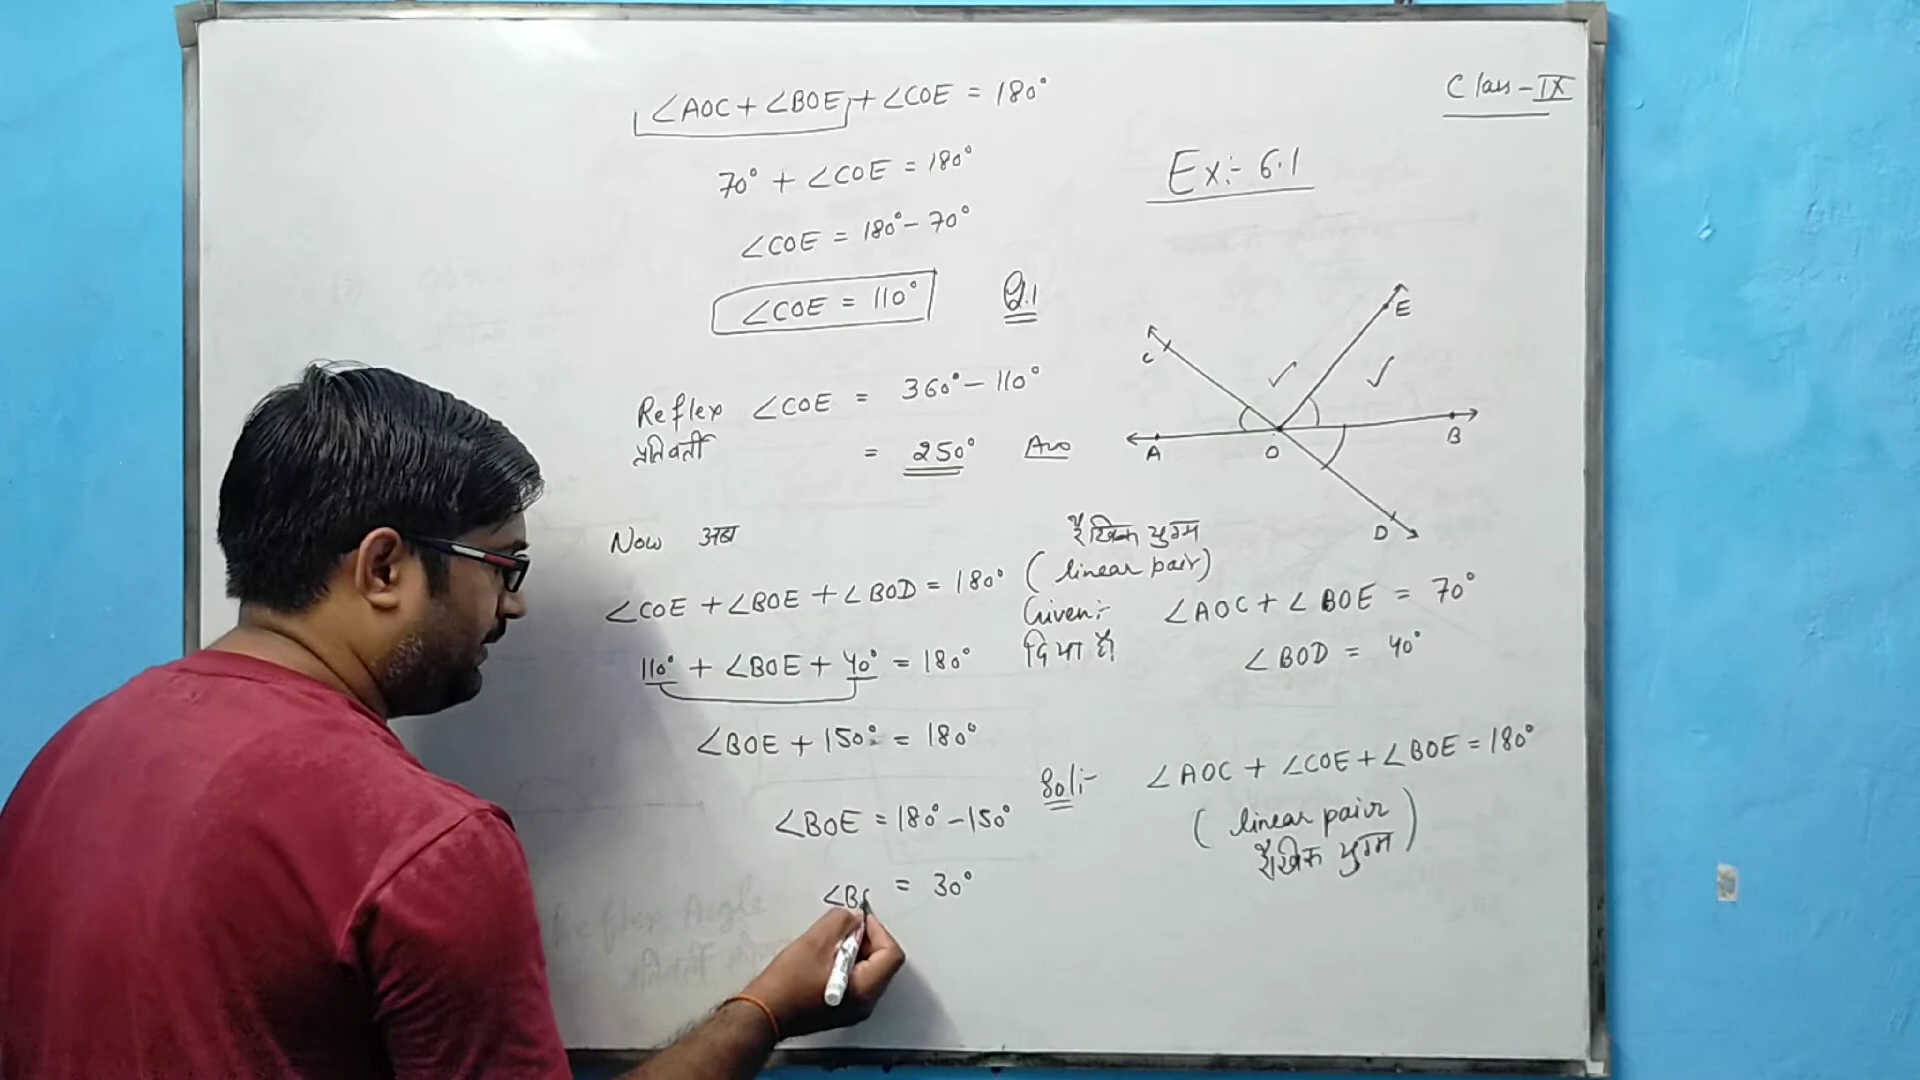 ∠AOC + ∠BOE + ∠COE = 180°
70° + ∠COE = 180°
∠COE = 180° - 70°
∠COE = 110°
Q.1
Reflex ∠COE = 360° - 110°
प्रतिवर्ती
= 250° Ans
Now अब
∠COE + ∠BOE + ∠BOD = 180°
110° + ∠BOE + 40° = 180°
∠BOE + 150° = 180°
∠BOE = 180° - 150°
∠BO = 30°
Class - IX
Ex:- 6.1
E
C
A
O
B
D
रैखिक युग्म
(linear pair)
Given:- ∠AOC + ∠BOE = 70°
दिया है ∠BOD = 40°
Sol:- ∠AOC + ∠COE + ∠BOE = 180°
(linear pair
रैखिक युग्म)
Reflex Angle
प्रतिवर्ती